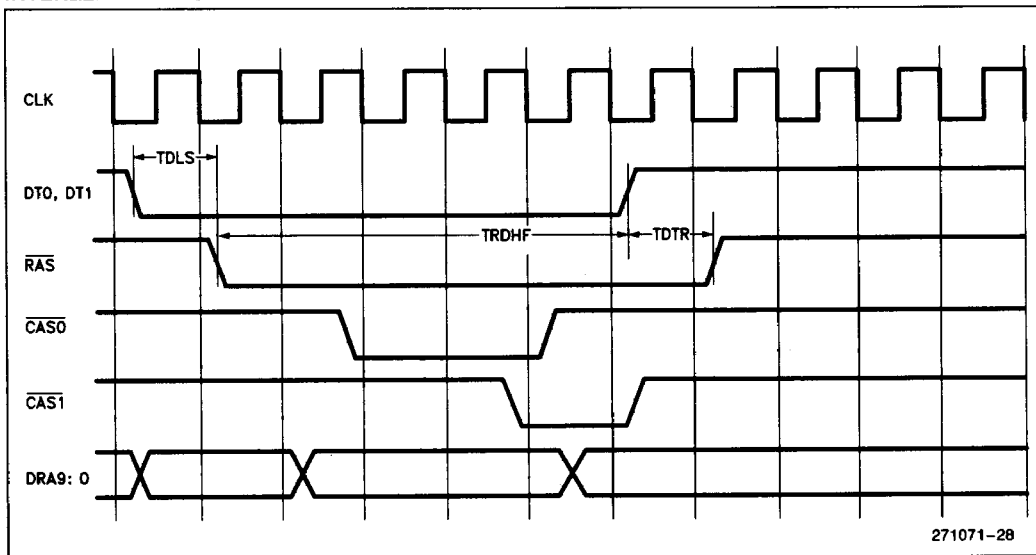 CLK
TDLS
DT0, DT1
TRDHF
TDTR
RAS
CAS0
CAS1
DRA9: 0
271071-28